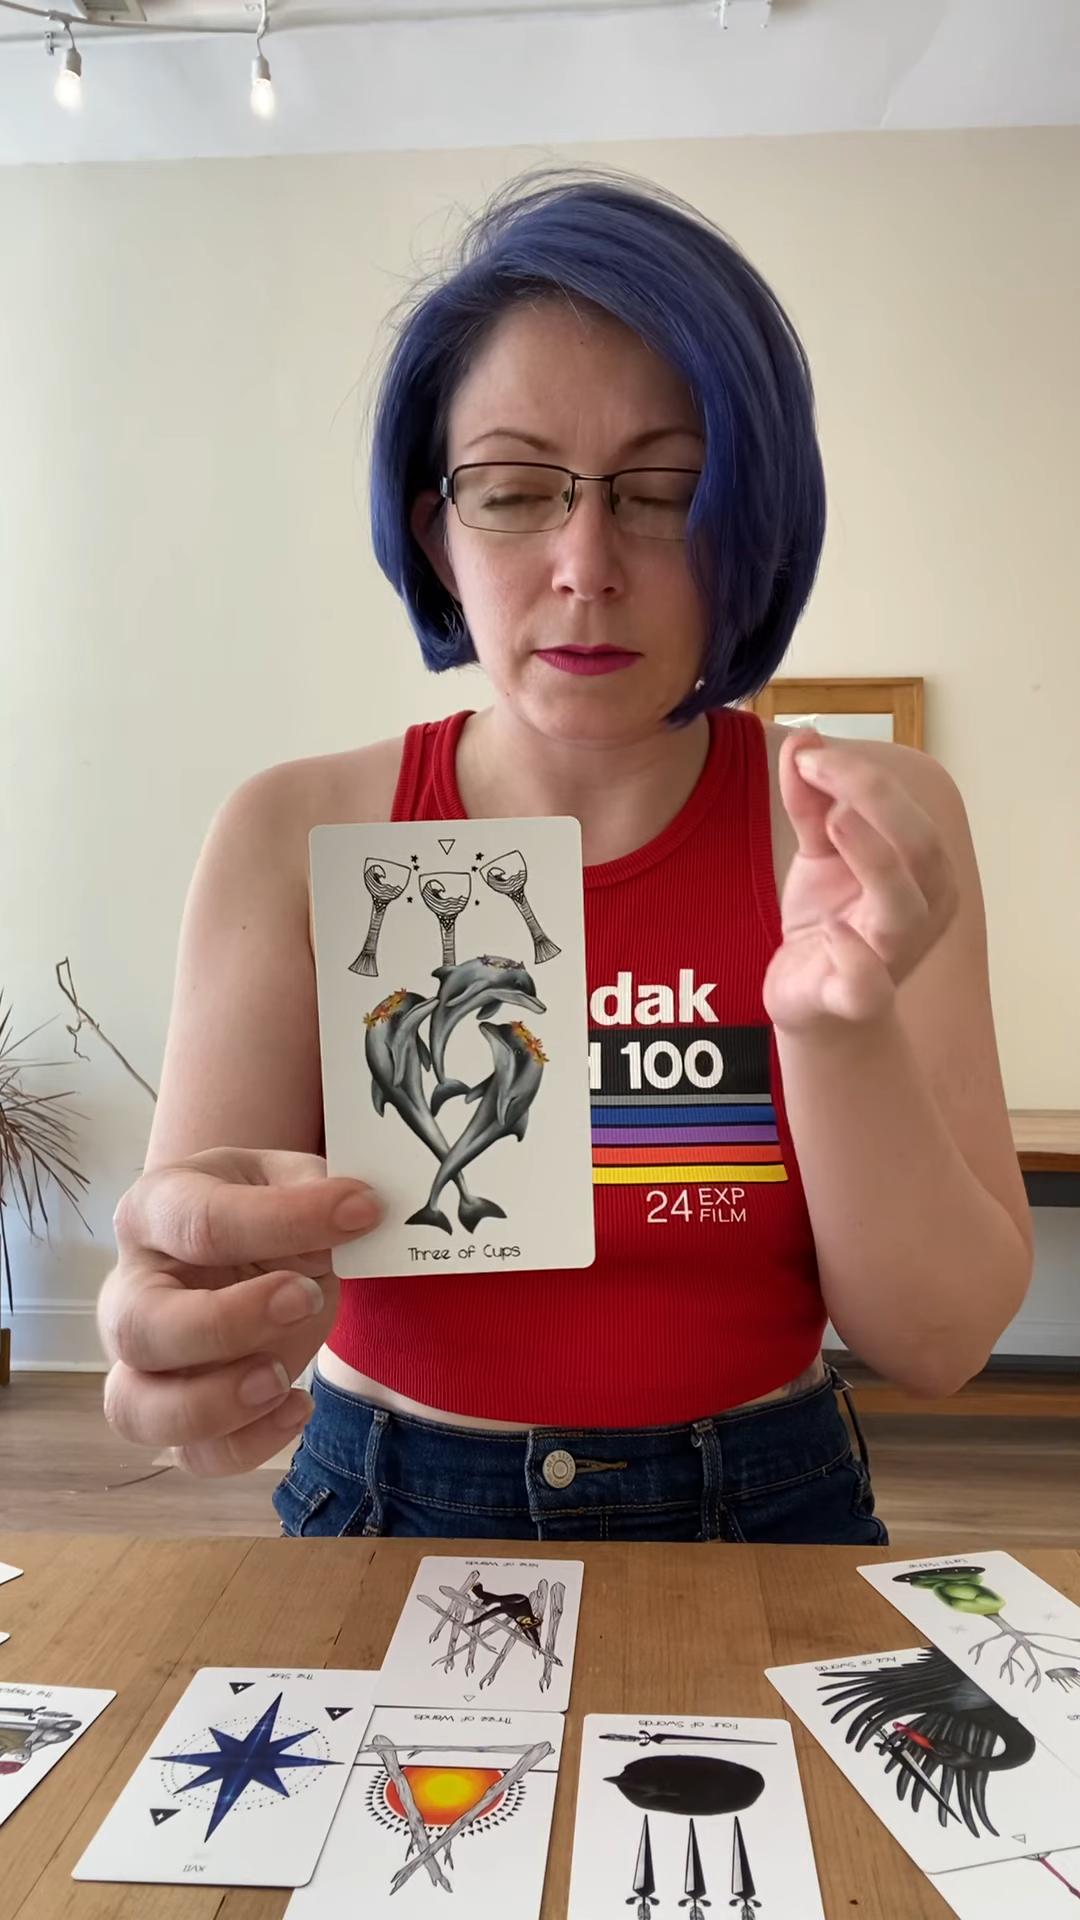 dak
100
24 EXP
FILM
Three of Cups
Nine of Wands
The Star
Three of Wands
Four of Swords
Ace of Swords
XVII